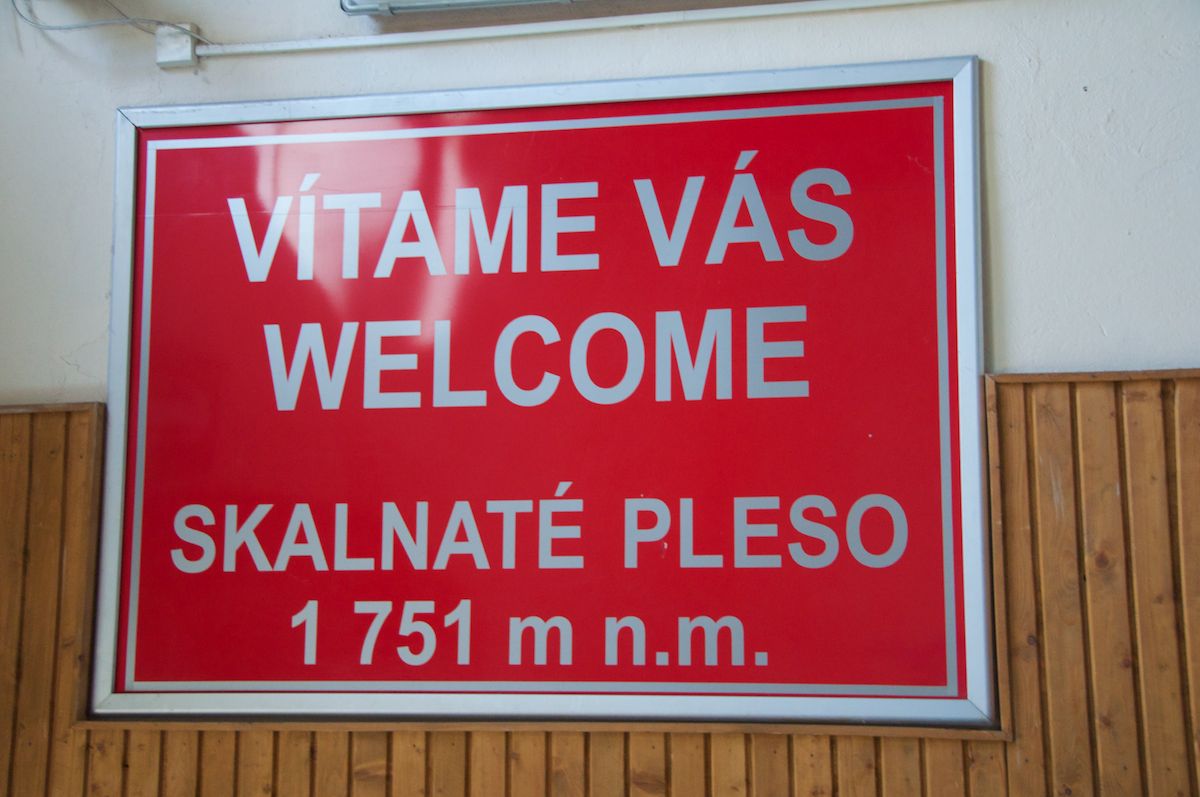 VÍTAME VÁS
WELCOME
SKALNATÉ PLESO
1 751 m n.m.